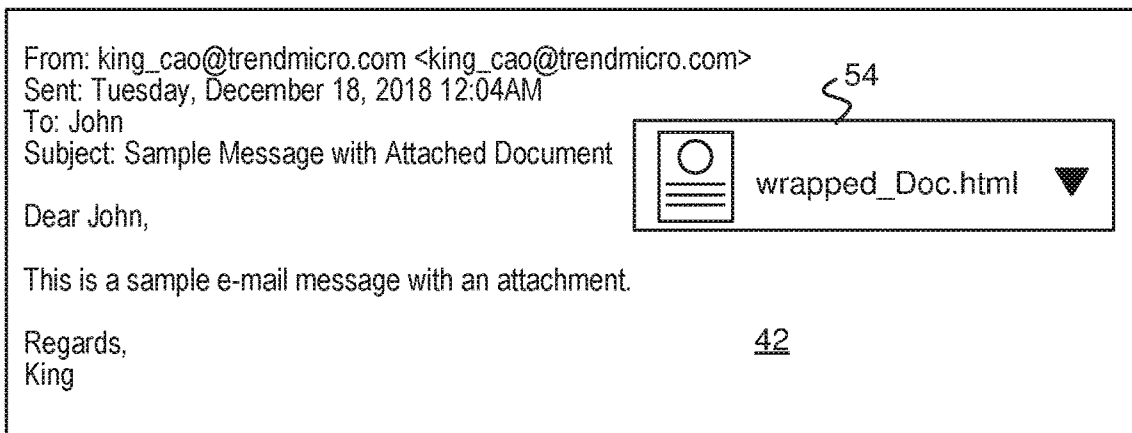 From: king_cao@trendmicro.com <king_cao@trendmicro.com>
Sent: Tuesday, December 18, 2018 12:04AM
To: John
Subject: Sample Message with Attached Document
54
wrapped_Doc.html
Dear John,
This is a sample e-mail message with an attachment.
Regards,
King
42